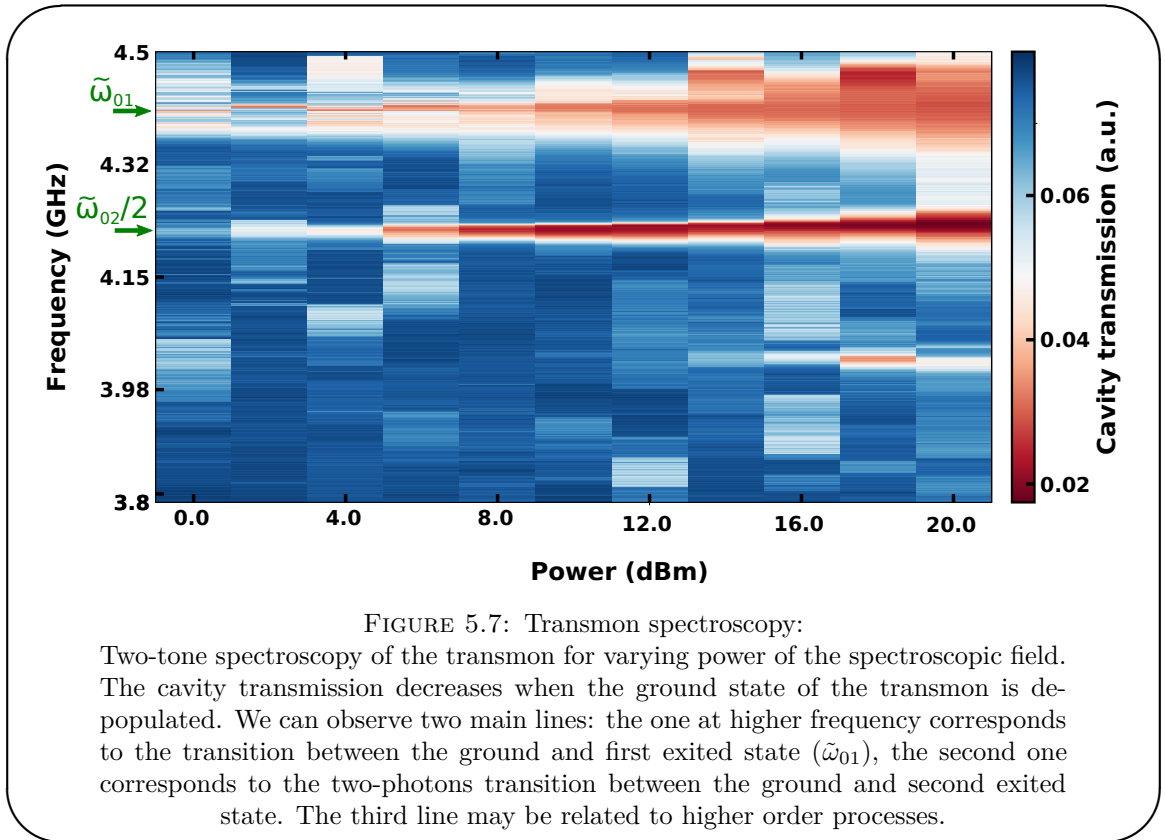 4.5
ω̃01
4.32
ω̃02/2
4.15
3.98
3.8
Frequency (GHz)
0.0 4.0 8.0 12.0 16.0 20.0
Power (dBm)
0.06
0.04
0.02
Cavity transmission (a.u.)
FIGURE 5.7: Transmon spectroscopy:
Two-tone spectroscopy of the transmon for varying power of the spectroscopic field.
The cavity transmission decreases when the ground state of the transmon is de-
populated. We can observe two main lines: the one at higher frequency corresponds
to the transition between the ground and first exited state (ω̃01), the second one
corresponds to the two-photons transition between the ground and second exited
state. The third line may be related to higher order processes.